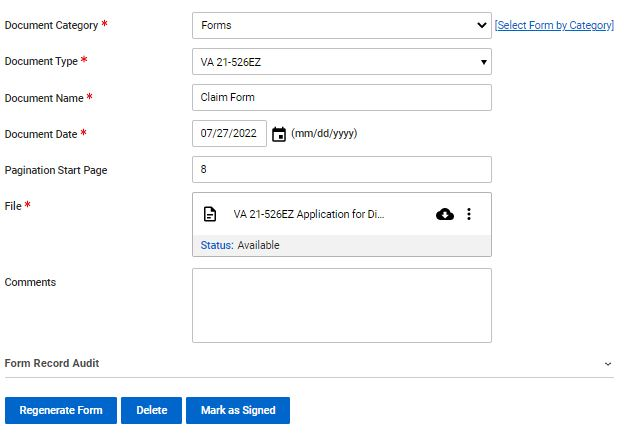 Document Category * Forms [Select Form by Category]
Document Type * VA 21-526EZ
Document Name * Claim Form
Document Date * 07/27/2022 (mm/dd/yyyy)
Pagination Start Page 8
File * VA 21-526EZ Application for Di...
Status: Available
Comments
Form Record Audit
Regenerate Form Delete Mark as Signed